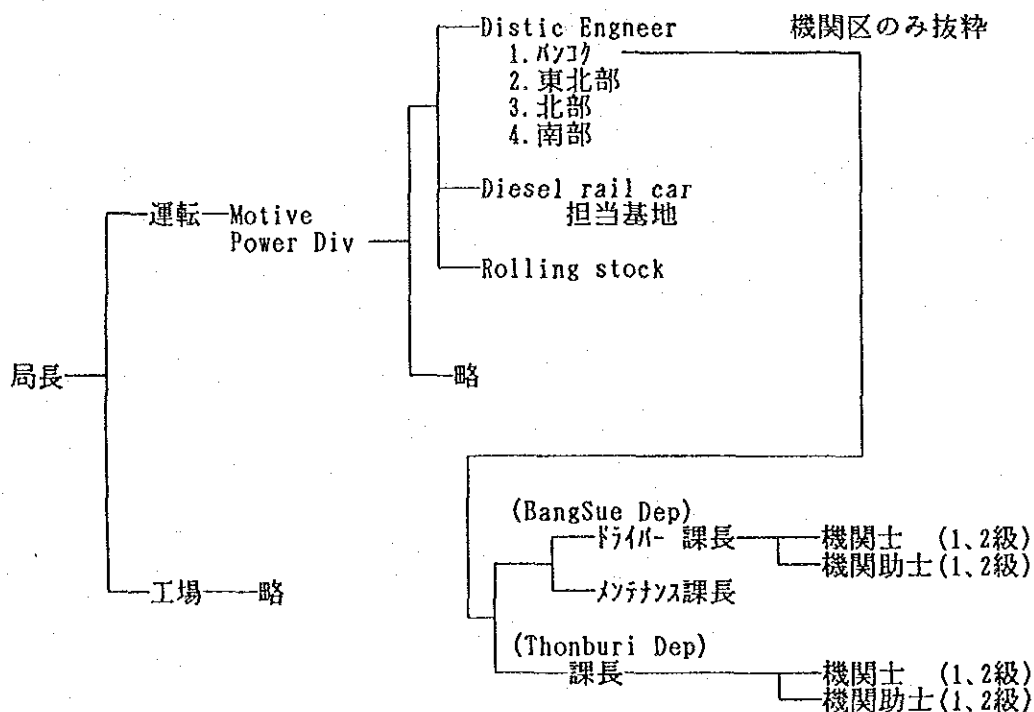 Distic Engneer 機関区のみ抜粋
1. バンコク
2. 東北部
3. 北部
4. 南部
Diesel rail car
担当基地
運転 Motive
Power Div
Rolling stock
局長
略
(BangSue Dep)
ドライバー 課長 機関士 (1、2級)
機関助士(1、2級)
工場 略
メンテナンス課長
(Thonburi Dep)
課長 機関士 (1、2級)
機関助士(1、2級)